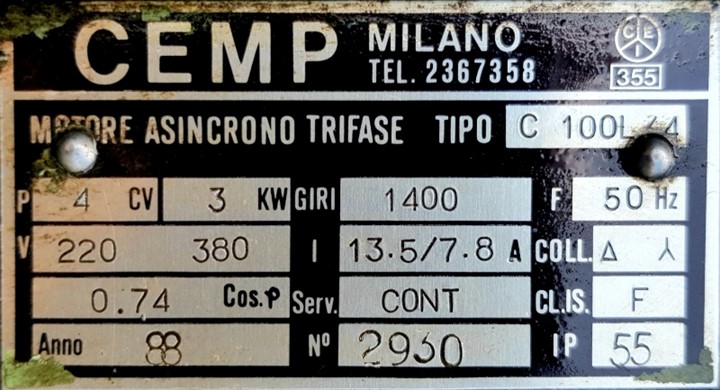 CEMP MILANO CEI
TEL. 2367358 355
MOTORE ASINCRONO TRIFASE TIPO C 100L 4
P 4 CV 3 KW GIRI 1400 F 50 Hz
V 220 380 I 13.5/7.8 A COLL. Δ ⅄
0.74 Cos.φ Serv. CONT CL.IS. F
Anno 88 Nº 2930 IP 55